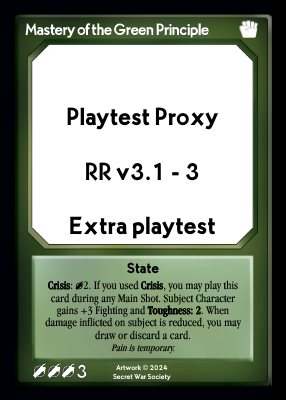 Mastery of the Green Principle
Playtest Proxy
RR v3.1 - 3
Extra playtest
State
Crisis: 2. If you used Crisis, you may play this
card during any Main Shot. Subject Character
gains +3 Fighting and Toughness: 2. When
damage inflicted on subject is reduced, you may
draw or discard a card.
Pain is temporary.
3
Artwork © 2024
Secret War Society